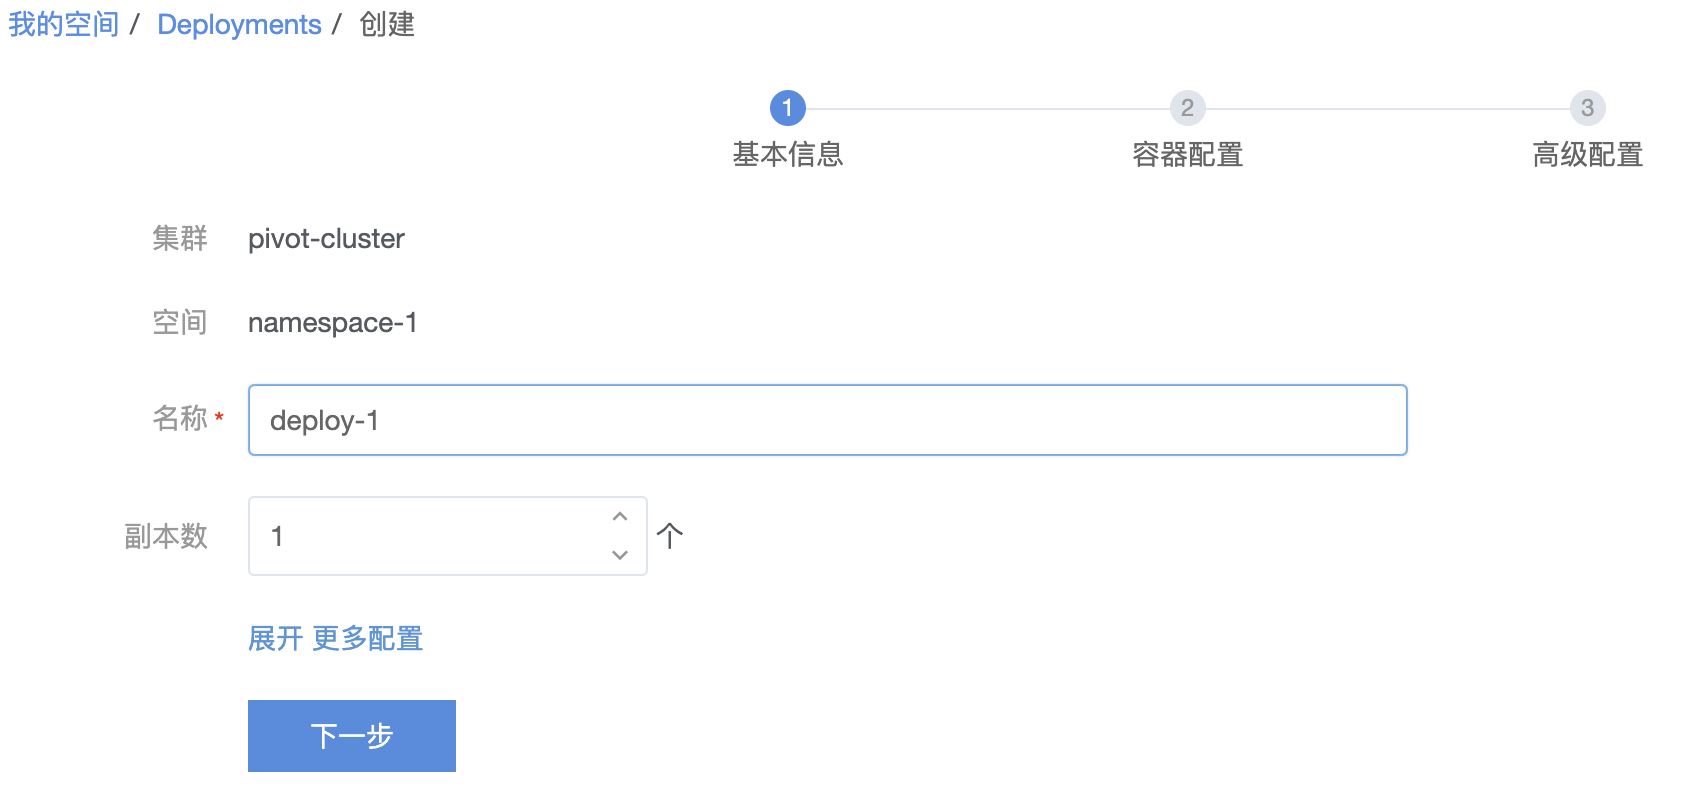 我的空间 / Deployments / 创建
1 2 3
基本信息 容器配置 高级配置
集群 pivot-cluster
空间 namespace-1
名称 * deploy-1
副本数 1 个
展开 更多配置
下一步